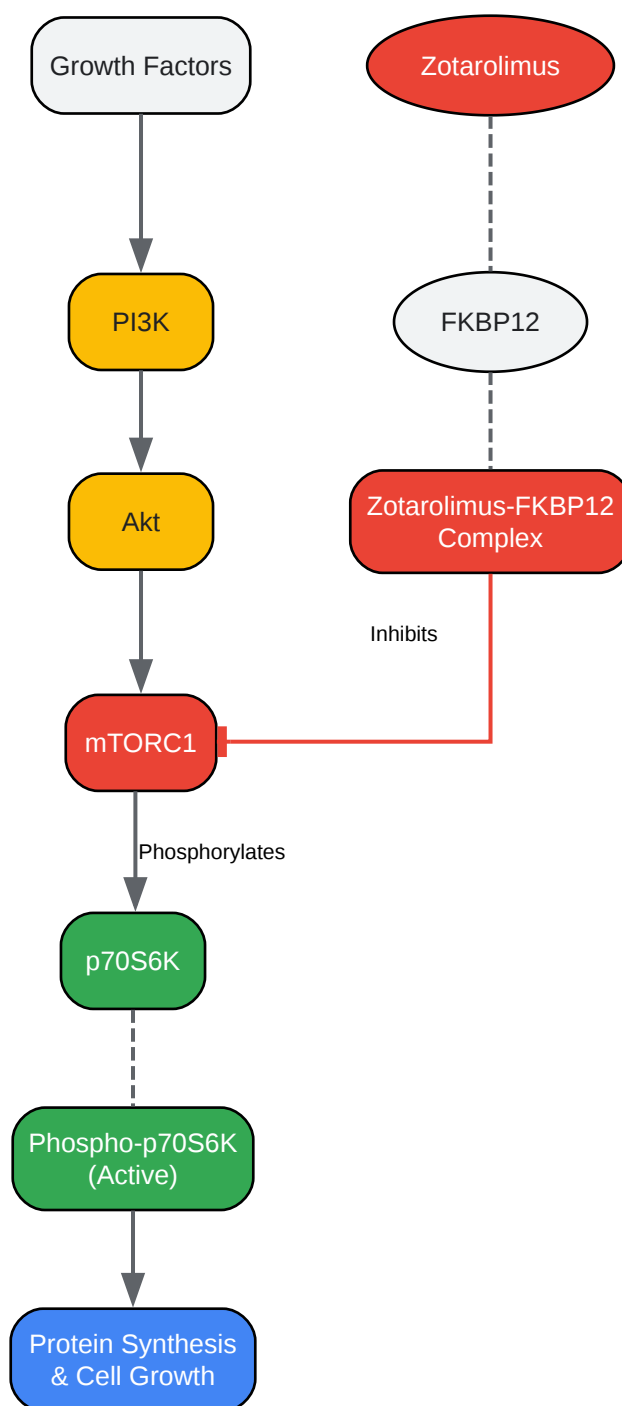 Growth Factors
Zotarolimus
PI3K
FKBP12
Akt
Zotarolimus-FKBP12
Complex
Inhibits
mTORC1
Phosphorylates
p70S6K
Phospho-p70S6K
(Active)
Protein Synthesis
& Cell Growth